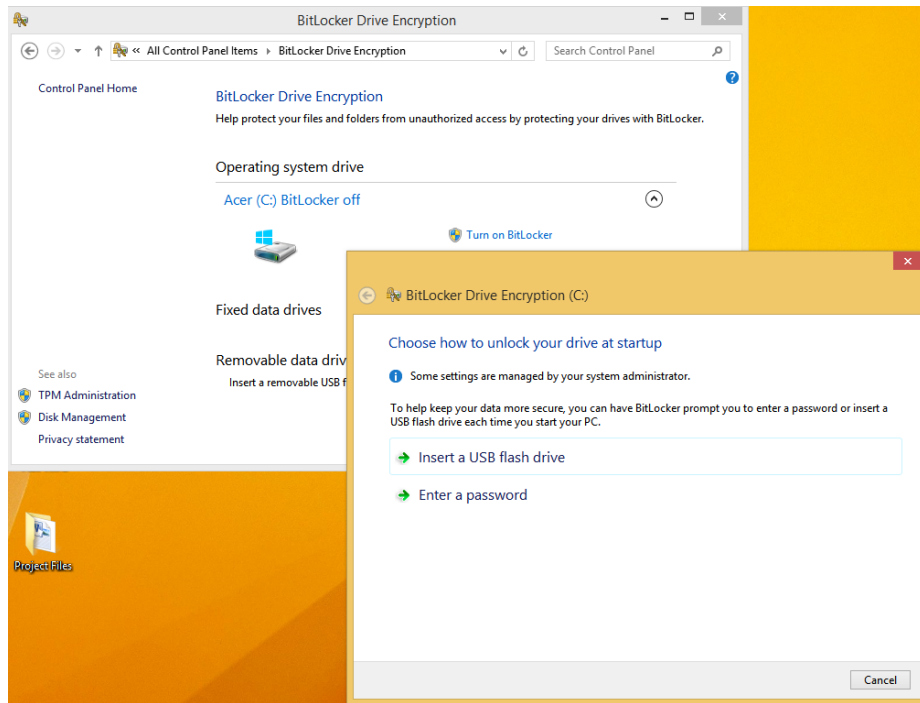 BitLocker Drive Encryption
« All Control Panel Items BitLocker Drive Encryption
Search Control Panel
Control Panel Home
BitLocker Drive Encryption
Help protect your files and folders from unauthorized access by protecting your drives with BitLocker.
Operating system drive
Acer (C:) BitLocker off
Turn on BitLocker
Fixed data drives
Removable data driv
Insert a removable USB f
See also
TPM Administration
Disk Management
Privacy statement
BitLocker Drive Encryption (C:)
Choose how to unlock your drive at startup
Some settings are managed by your system administrator.
To help keep your data more secure, you can have BitLocker prompt you to enter a password or insert a
USB flash drive each time you start your PC.
Insert a USB flash drive
Enter a password
Cancel
Project Files